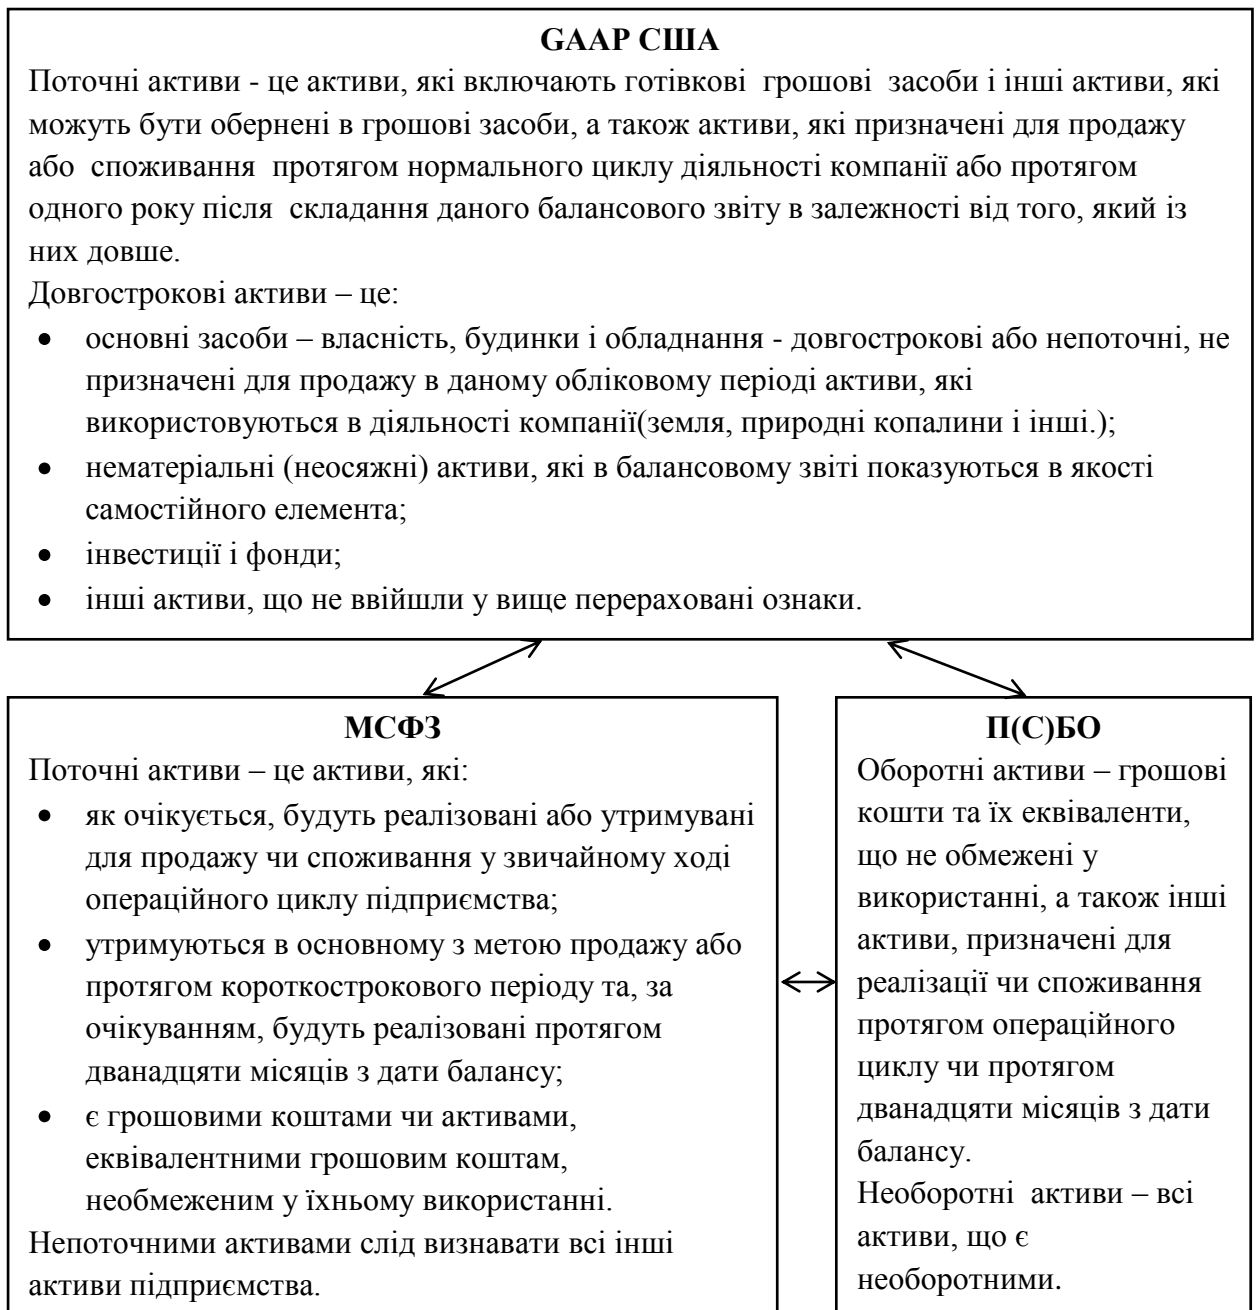 GAAP США
Поточні активи - це активи, які включають готівкові грошові засоби і інші активи, які
можуть бути обернені в грошові засоби, а також активи, які призначені для продажу
або споживання протягом нормального циклу діяльності компанії або протягом
одного року після складання даного балансового звіту в залежності від того, який із
них довше.
Довгострокові активи – це:
• основні засоби – власність, будинки і обладнання - довгострокові або непоточні, не
призначені для продажу в даному обліковому періоді активи, які
використовуються в діяльності компанії(земля, природні копалини і інші.);
• нематеріальні (неосяжні) активи, які в балансовому звіті показуються в якості
самостійного елемента;
• інвестиції і фонди;
• інші активи, що не ввійшли у вище перераховані ознаки.
МСФЗ
Поточні активи – це активи, які:
• як очікується, будуть реалізовані або утримувані
для продажу чи споживання у звичайному ході
операційного циклу підприємства;
• утримуються в основному з метою продажу або
протягом короткострокового періоду та, за
очікуванням, будуть реалізовані протягом
дванадцяти місяців з дати балансу;
• є грошовими коштами чи активами,
еквівалентними грошовим коштам,
необмеженим у їхньому використанні.
Непоточними активами слід визнавати всі інші
активи підприємства.
П(С)БО
Оборотні активи – грошові
кошти та їх еквіваленти,
що не обмежені у
використанні, а також інші
активи, призначені для
реалізації чи споживання
протягом операційного
циклу чи протягом
дванадцяти місяців з дати
балансу.
Необоротні активи – всі
активи, що є
необоротними.